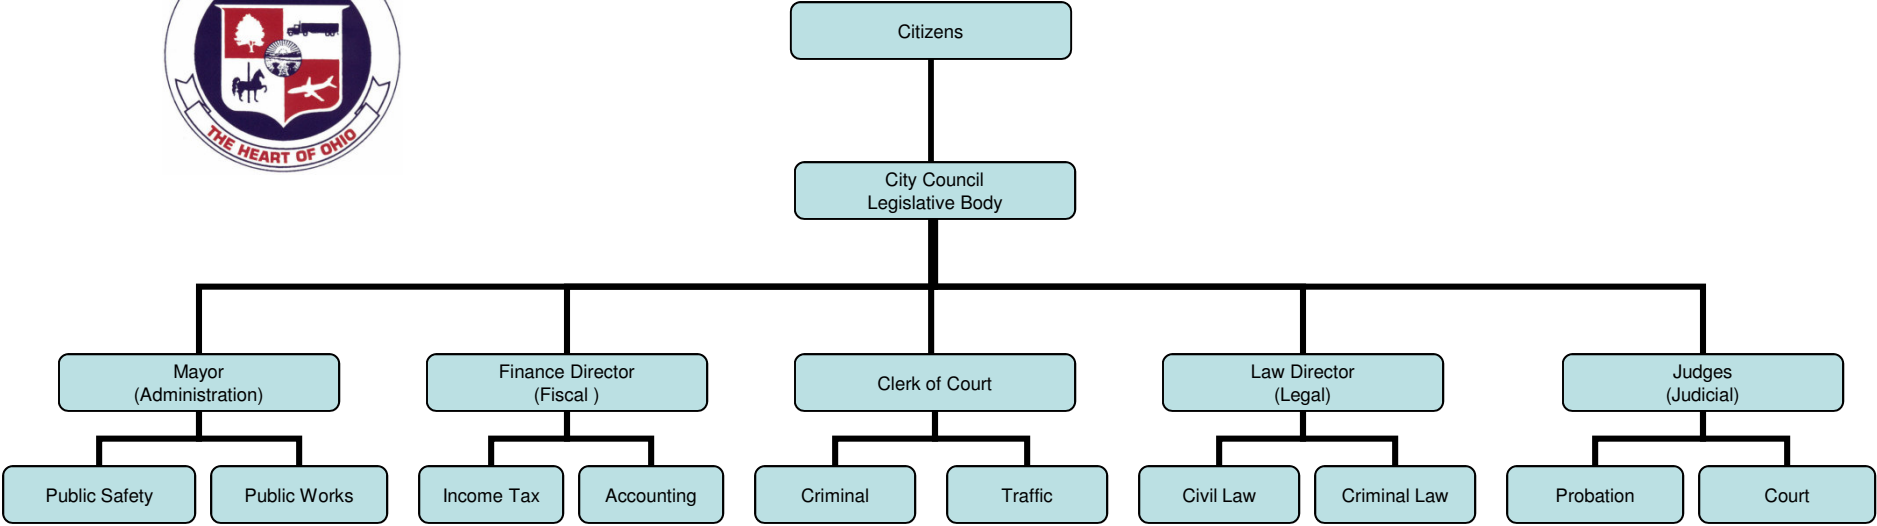 THE HEART OF OHIO
Citizens
City Council
Legislative Body
Mayor
(Administration)
Finance Director
(Fiscal )
Clerk of Court
Law Director
(Legal)
Judges
(Judicial)
Public Safety
Public Works
Income Tax
Accounting
Criminal
Traffic
Civil Law
Criminal Law
Probation
Court